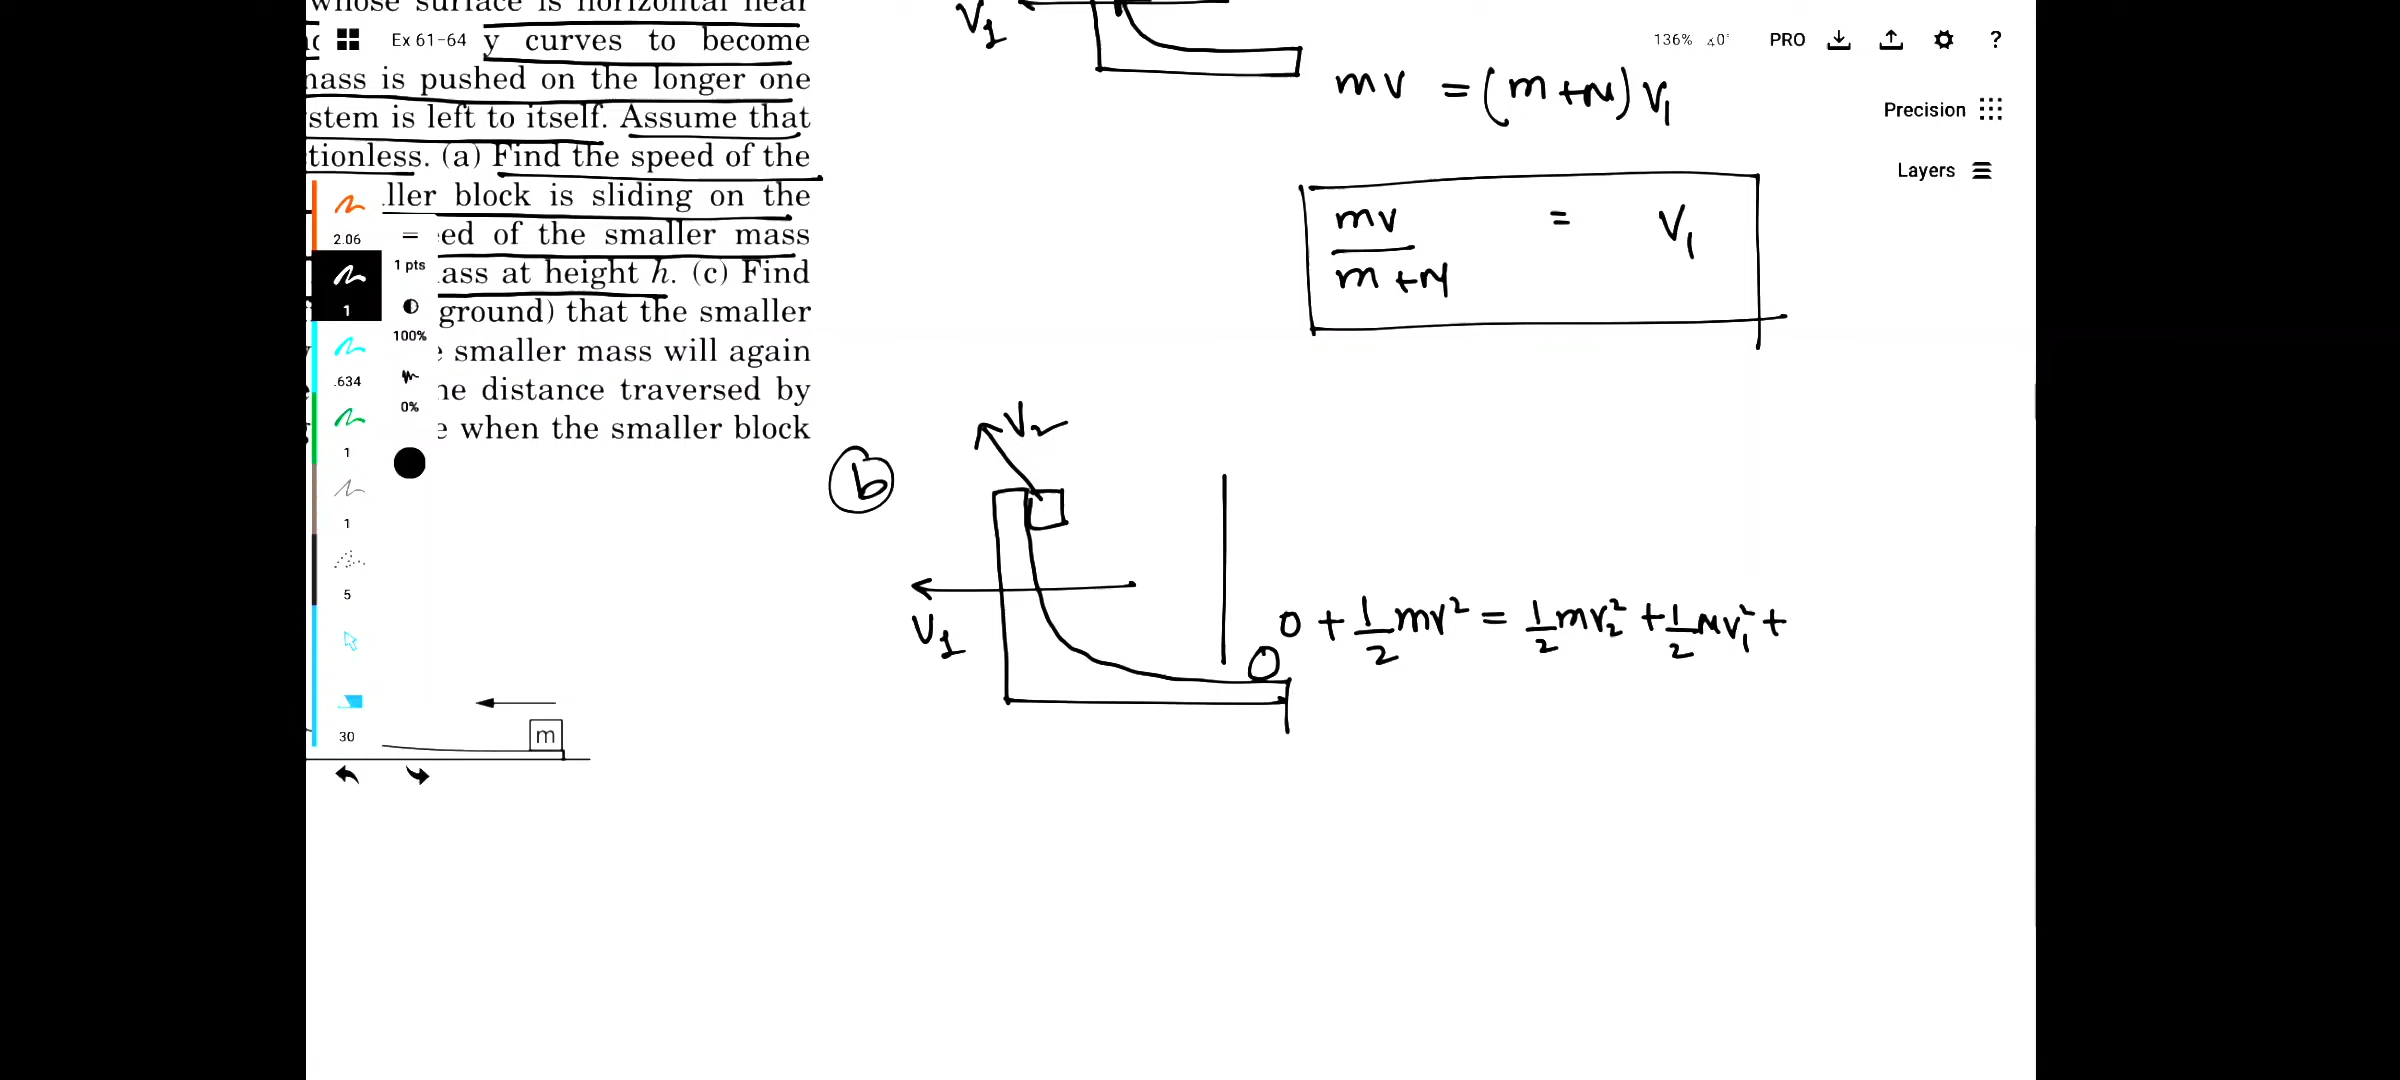 whose surface is horizontal near
y curves to become
mass is pushed on the longer one
stem is left to itself. Assume that
tionless. (a) Find the speed of the
ller block is sliding on the
eed of the smaller mass
ass at height h. (c) Find
ground) that the smaller
smaller mass will again
he distance traversed by
e when the smaller block
Ex 61-64
2.06
1 pts
1
100%
.634
0%
1
1
5
30
m
136% 40°
PRO
?
Precision
Layers
V1
mv = (m+M) V1
mv / m+M = V1
b
V2
V1
0 + 1/2 mv² = 1/2 mv2² + 1/2 Mv1² +